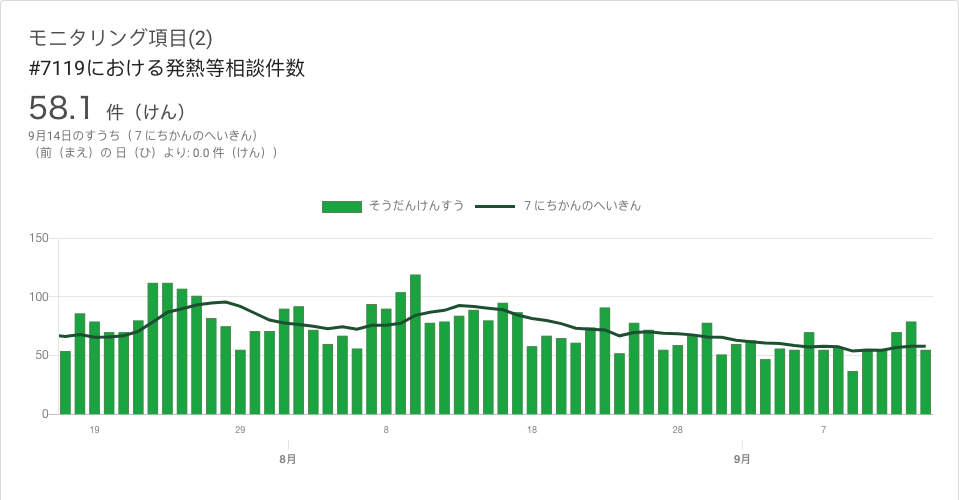 モニタリング項目(2)
#7119における発熱等相談件数
58.1 件（けん）
9月14日のすうち（７にちかんのへいきん）
（前（まえ）の 日（ひ）より: 0.0 件（けん））
そうだんけんすう ７にちかんのへいきん
150
100
50
0
19 29 8 18 28 7
8月 9月